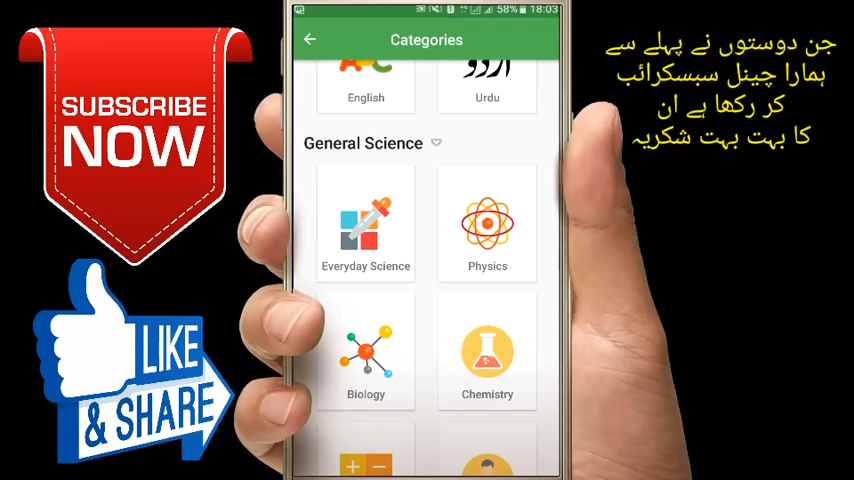 58% 18:03
Categories
English
Urdu
اردو
General Science
Everyday Science
Physics
Biology
Chemistry
SUBSCRIBE
NOW
LIKE
& SHARE
جن دوستوں نے پہلے سے
ہمارا چینل سبسکرائب
کر رکھا ہے ان
کا بہت بہت شکریہ